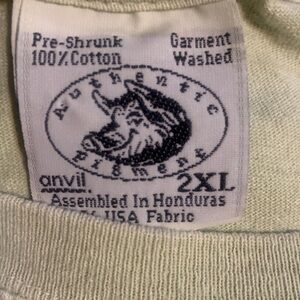 Pre-Shrunk Garment
100% Cotton Washed
Authentic
Pigment
anvil 2XL
Assembled In Honduras
USA Fabric